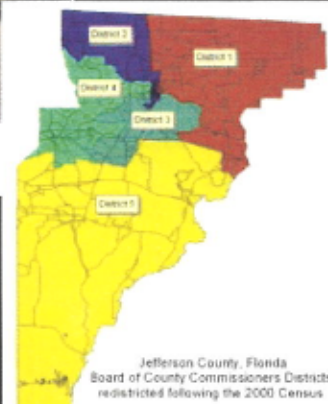 District 2
District 1
District 4
District 3
District 5
Jefferson County, Florida
Board of County Commissioners Districts
redistricted following the 2000 Census